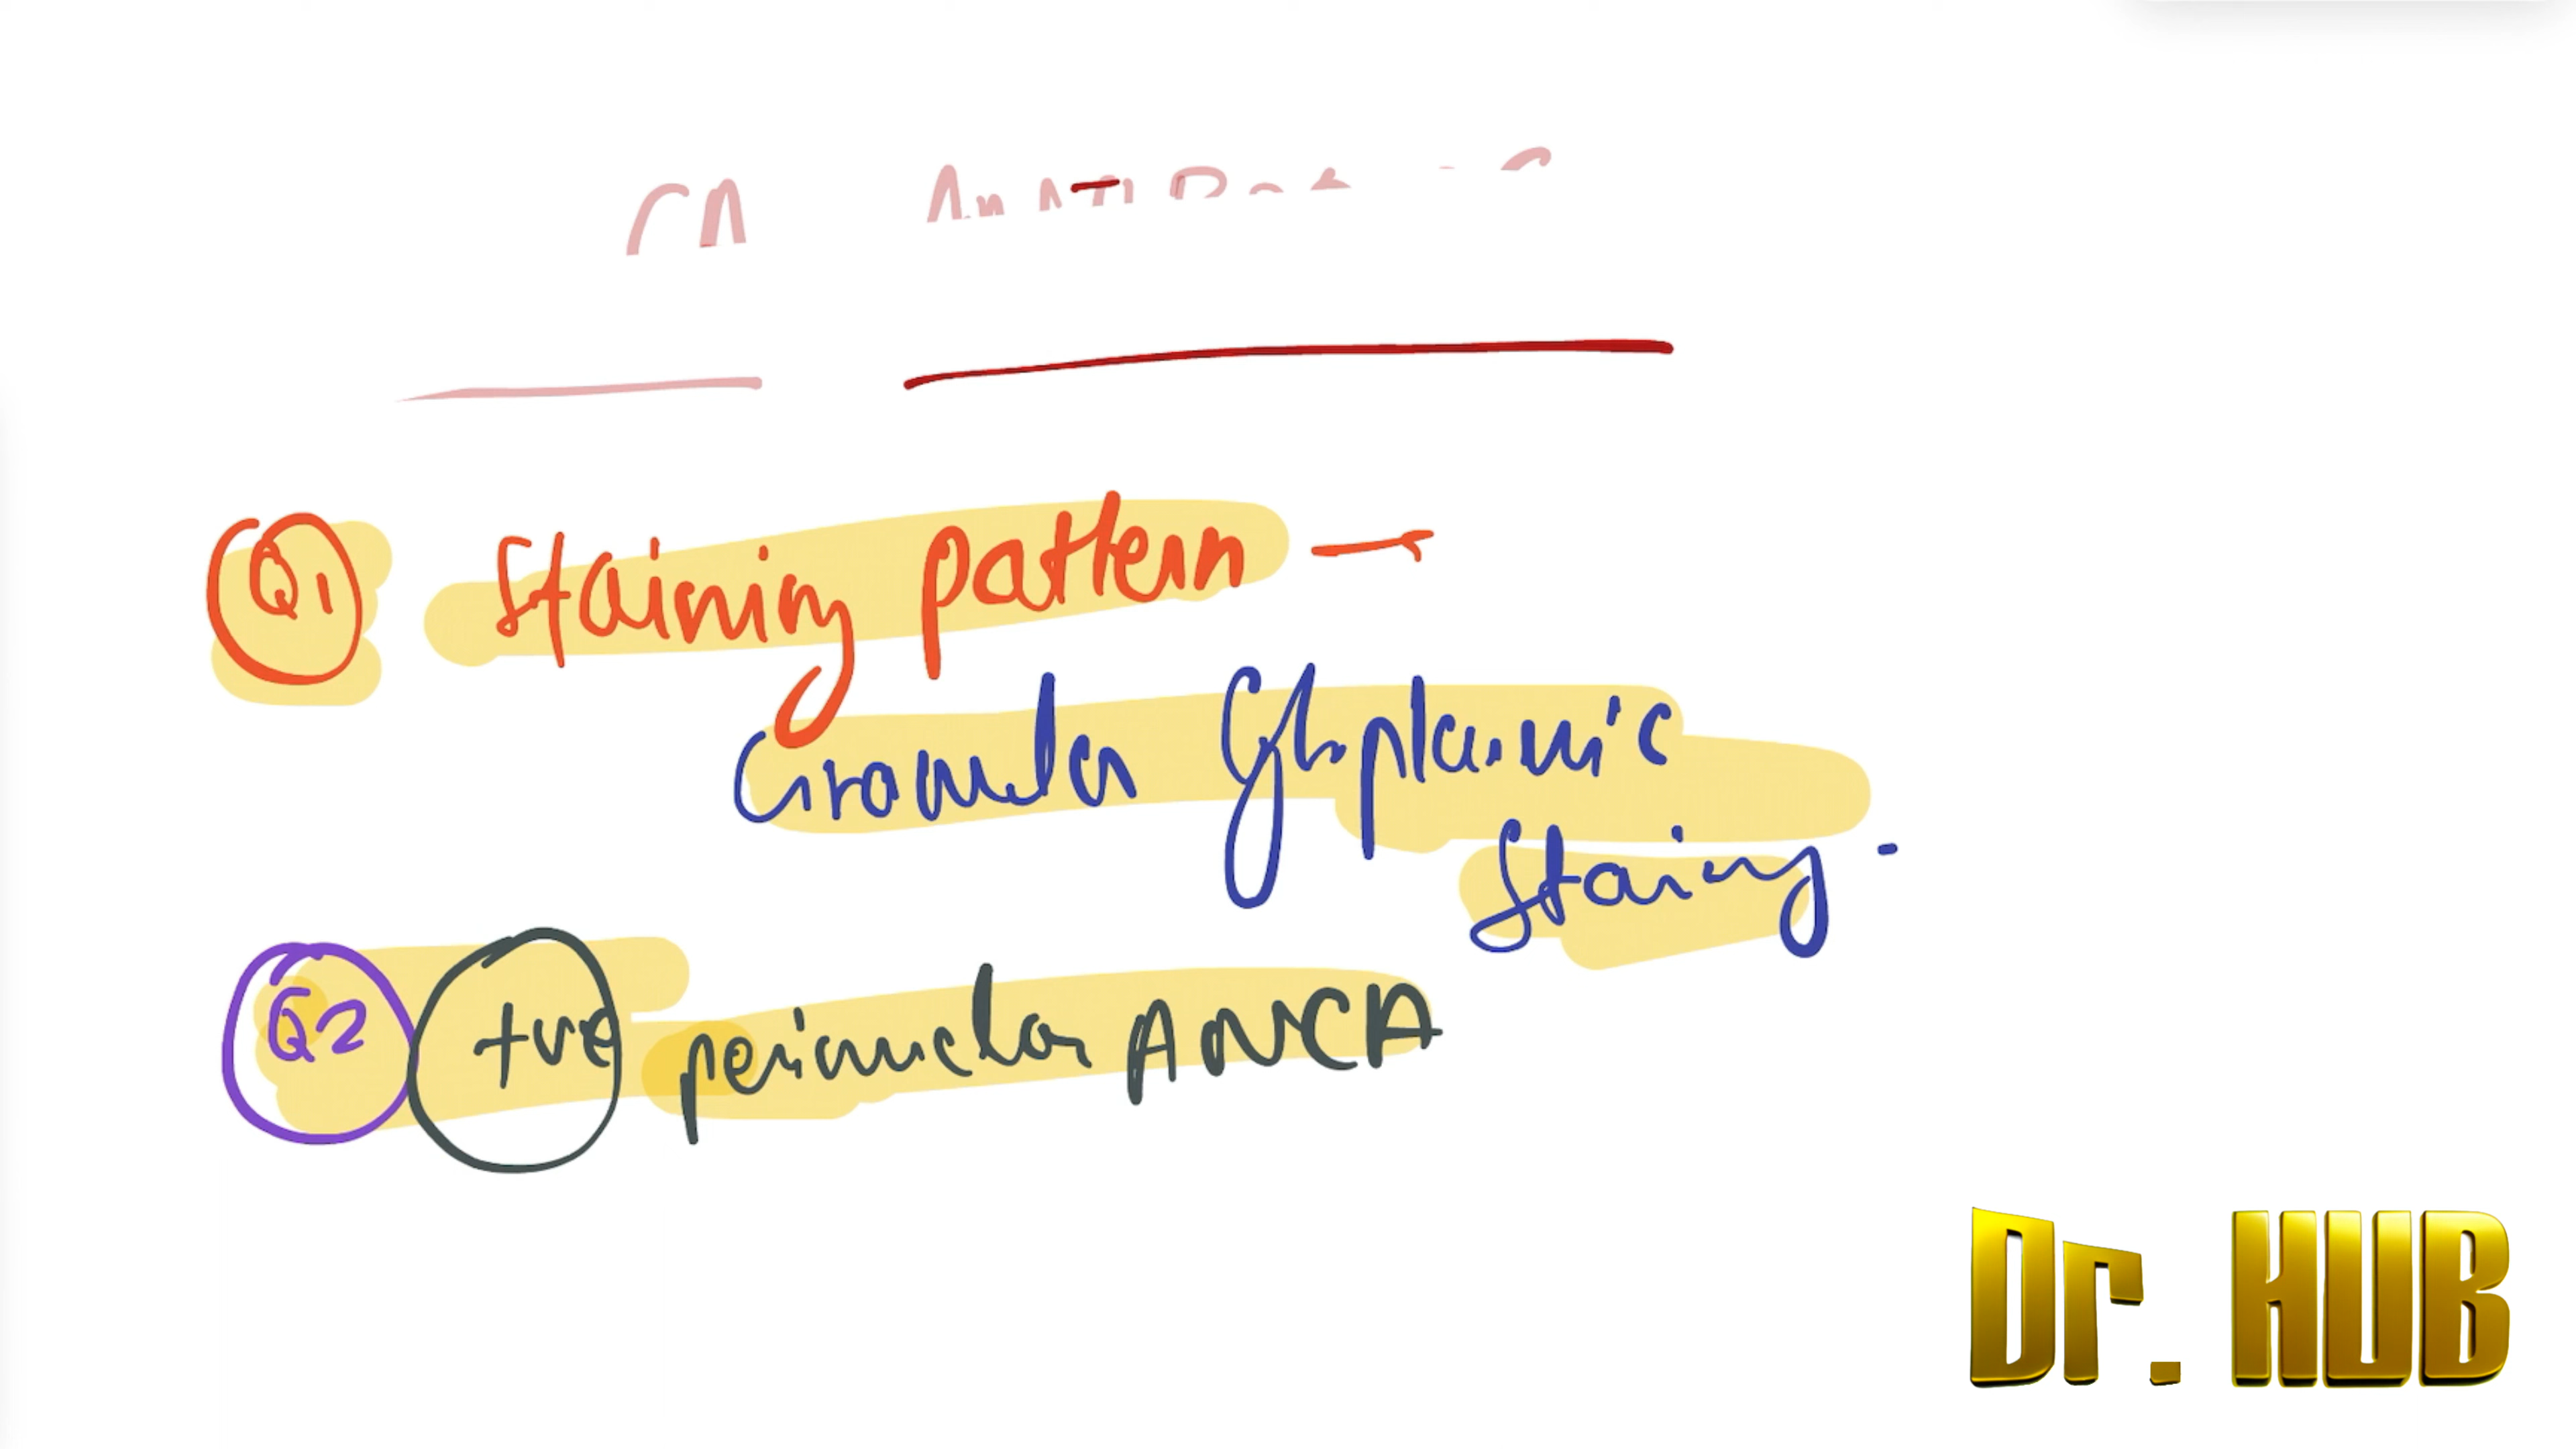 Q1 Staining pattern →
Granular Cytoplasmic
Staining.
Q2 +ve perinuclear ANCA
Dr. HUB